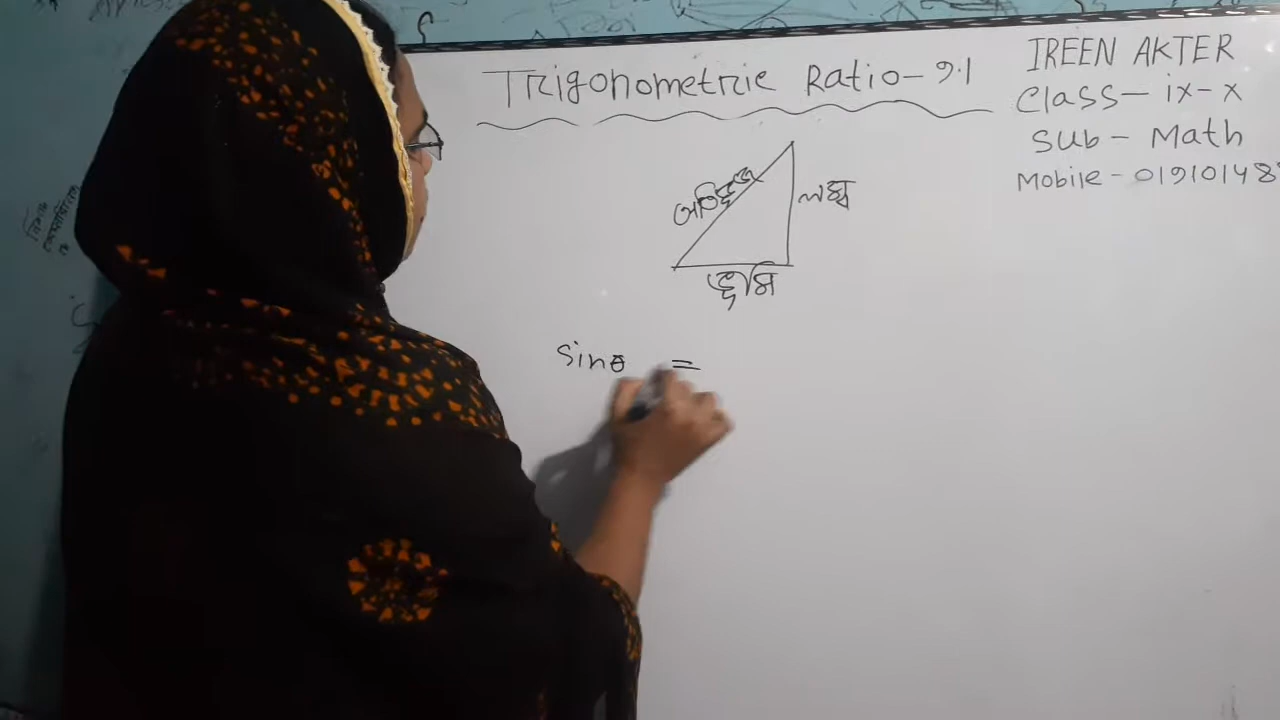 Trigonometric Ratio-9.1
IREEN AKTER
Class- ix-x
Sub - Math
Mobile - 01910148
অতিভুজ
লম্ব
ভূমি
sinθ =